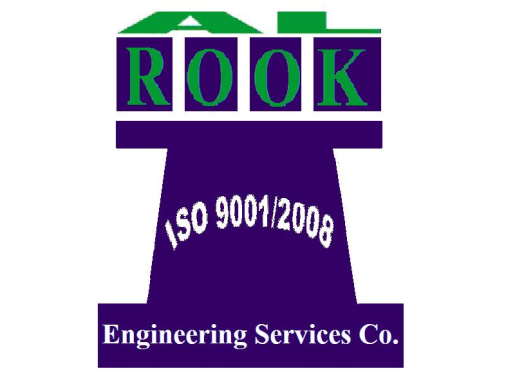 AL
ROOK
ISO 9001/2008
Engineering Services Co.